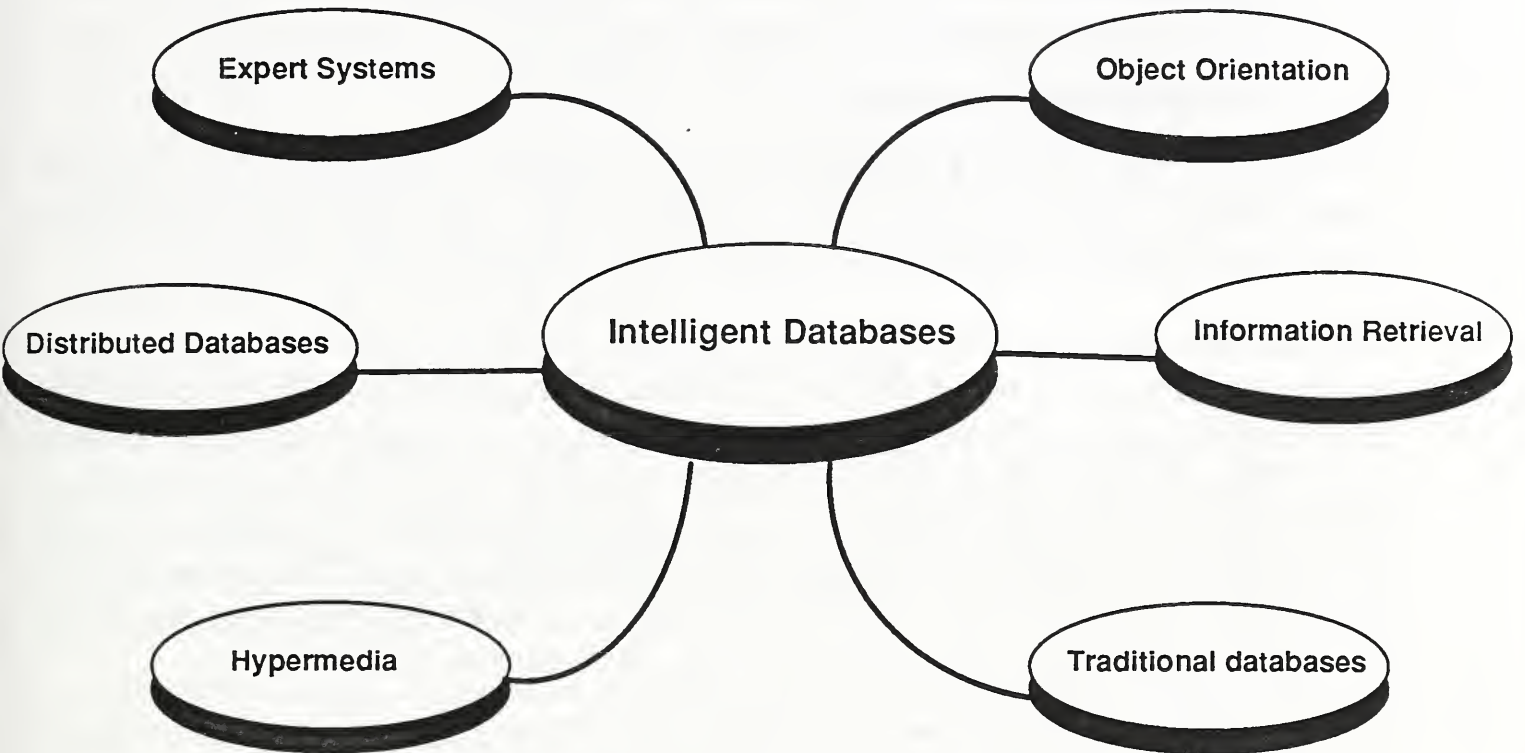 Expert Systems
Object Orientation
Distributed Databases
Intelligent Databases
Information Retrieval
Hypermedia
Traditional databases